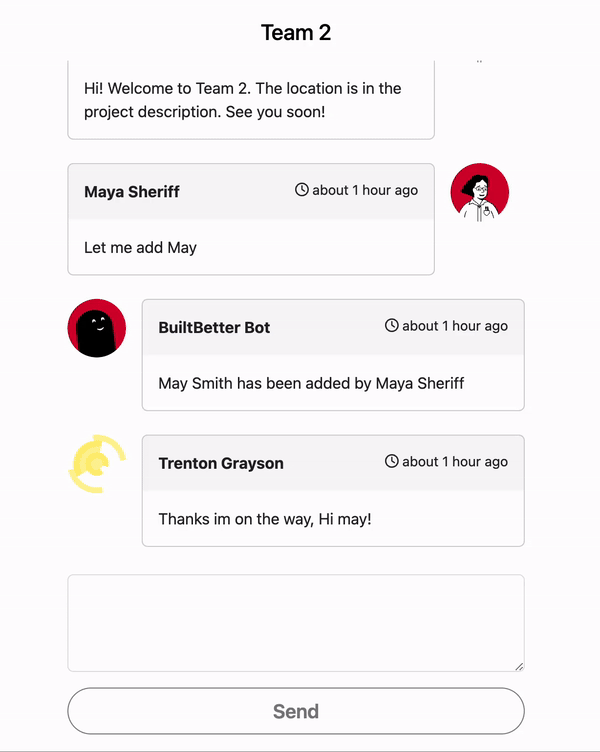 Team 2
Hi! Welcome to Team 2. The location is in the
project description. See you soon!
Maya Sheriff
about 1 hour ago
Let me add May
BuiltBetter Bot
about 1 hour ago
May Smith has been added by Maya Sheriff
Trenton Grayson
about 1 hour ago
Thanks im on the way, Hi may!
Send